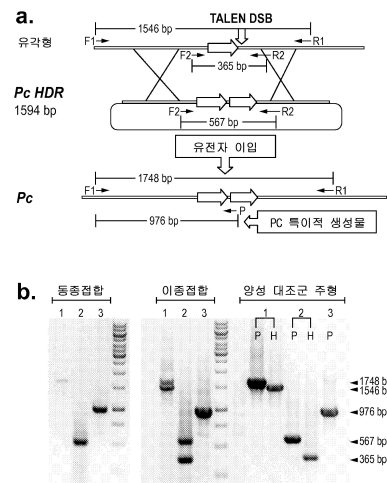 a.
1546 bp TALEN DSB
유각형 F1 R1
F2 R2
365 bp
Pc HDR
1594 bp
F2 R2
567 bp
유전자 이입
1748 bp
Pc F1 R1
P
976 bp PC 특이적 생성물
b. 동종접합 이종접합 양성 대조군 주형
1 2 3 1 2 3 1 2 3
P H P H P
1748 b
1546 bp
976 bp
567 bp
365 bp